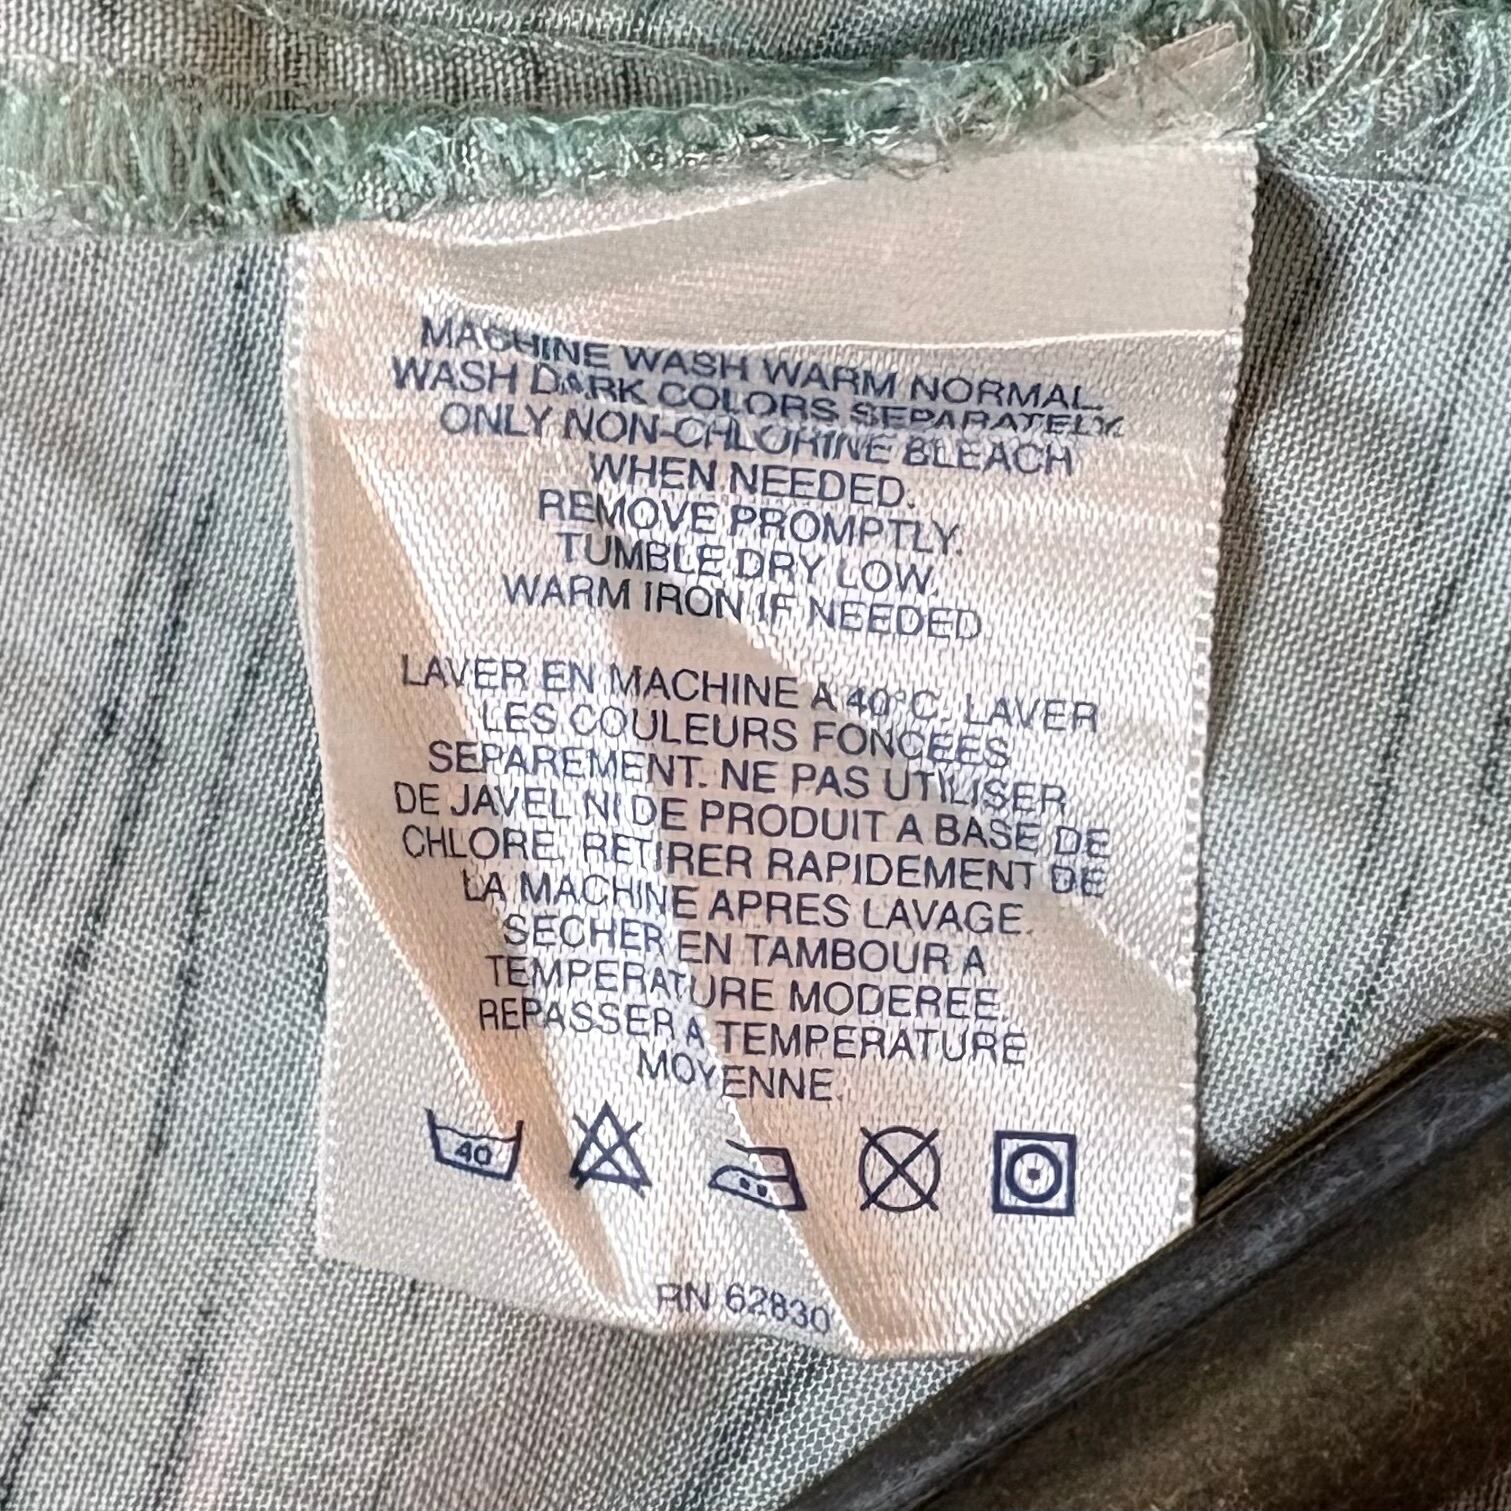 MACHINE WASH WARM NORMAL.
WASH DARK COLORS SEPARATELY.
ONLY NON-CHLORINE BLEACH
WHEN NEEDED.
REMOVE PROMPTLY.
TUMBLE DRY LOW.
WARM IRON IF NEEDED
LAVER EN MACHINE A 40°C. LAVER
LES COULEURS FONCEES
SEPAREMENT. NE PAS UTILISER
DE JAVEL NI DE PRODUIT A BASE DE
CHLORE, RETIRER RAPIDEMENT DE
LA MACHINE APRES LAVAGE.
SECHER EN TAMBOUR A
TEMPERATURE MODEREE.
REPASSER A TEMPERATURE
MOYENNE.
40
RN 62830